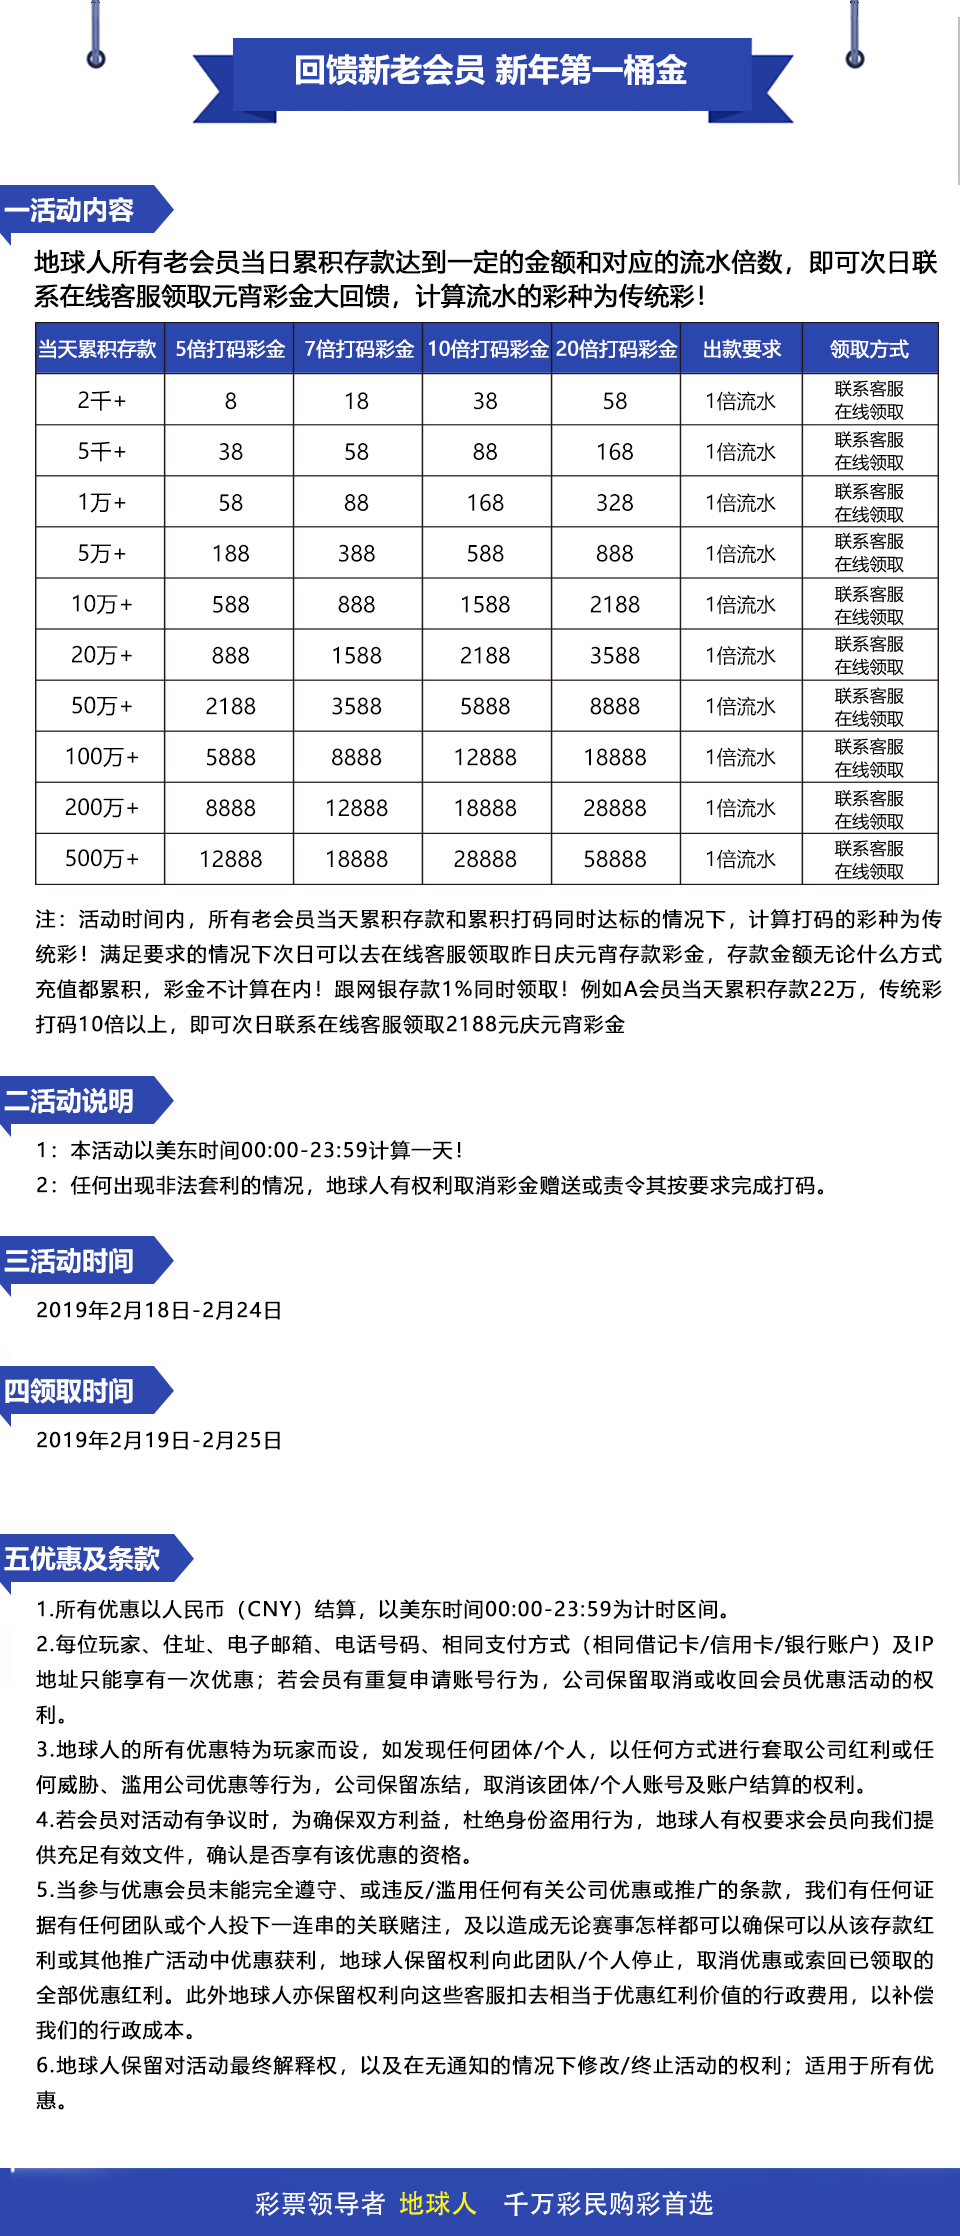 回馈新老会员 新年第一桶金
一活动内容
地球人所有老会员当日累积存款达到一定的金额和对应的流水倍数，即可次日联
系在线客服领取元宵彩金大回馈，计算流水的彩种为传统彩！
当天累积存款 5倍打码彩金 7倍打码彩金 10倍打码彩金 20倍打码彩金 出款要求 领取方式
2千+ 8 18 38 58 1倍流水 联系客服
在线领取
5千+ 38 58 88 168 1倍流水 联系客服
在线领取
1万+ 58 88 168 328 1倍流水 联系客服
在线领取
5万+ 188 388 588 888 1倍流水 联系客服
在线领取
10万+ 588 888 1588 2188 1倍流水 联系客服
在线领取
20万+ 888 1588 2188 3588 1倍流水 联系客服
在线领取
50万+ 2188 3588 5888 8888 1倍流水 联系客服
在线领取
100万+ 5888 8888 12888 18888 1倍流水 联系客服
在线领取
200万+ 8888 12888 18888 28888 1倍流水 联系客服
在线领取
500万+ 12888 18888 28888 58888 1倍流水 联系客服
在线领取
注：活动时间内，所有老会员当天累积存款和累积打码同时达标的情况下，计算打码的彩种为传
统彩！满足要求的情况下次日可以去在线客服领取昨日庆元宵存款彩金，存款金额无论什么方式
充值都累积，彩金不计算在内！跟网银存款1%同时领取！例如A会员当天累积存款22万，传统彩
打码10倍以上，即可次日联系在线客服领取2188元庆元宵彩金
二活动说明
1：本活动以美东时间00:00-23:59计算一天！
2：任何出现非法套利的情况，地球人有权利取消彩金赠送或责令其按要求完成打码。
三活动时间
2019年2月18日-2月24日
四领取时间
2019年2月19日-2月25日
五优惠及条款
1.所有优惠以人民币（CNY）结算，以美东时间00:00-23:59为计时区间。
2.每位玩家、住址、电子邮箱、电话号码、相同支付方式（相同借记卡/信用卡/银行账户）及IP
地址只能享有一次优惠；若会员有重复申请账号行为，公司保留取消或收回会员优惠活动的权
利。
3.地球人的所有优惠特为玩家而设，如发现任何团体/个人，以任何方式进行套取公司红利或任
何威胁、滥用公司优惠等行为，公司保留冻结，取消该团体/个人账号及账户结算的权利。
4.若会员对活动有争议时，为确保双方利益，杜绝身份盗用行为，地球人有权要求会员向我们提
供充足有效文件，确认是否享有该优惠的资格。
5.当参与优惠会员未能完全遵守、或违反/滥用任何有关公司优惠或推广的条款，我们有任何证
据有任何团队或个人投下一连串的关联赌注，及以造成无论赛事怎样都可以确保可以从该存款红
利或其他推广活动中优惠获利，地球人保留权利向此团队/个人停止，取消优惠或索回已领取的
全部优惠红利。此外地球人亦保留权利向这些客服扣去相当于优惠红利价值的行政费用，以补偿
我们的行政成本。
6.地球人保留对活动最终解释权，以及在无通知的情况下修改/终止活动的权利；适用于所有优
惠。
彩票领导者 地球人 千万彩民购彩首选